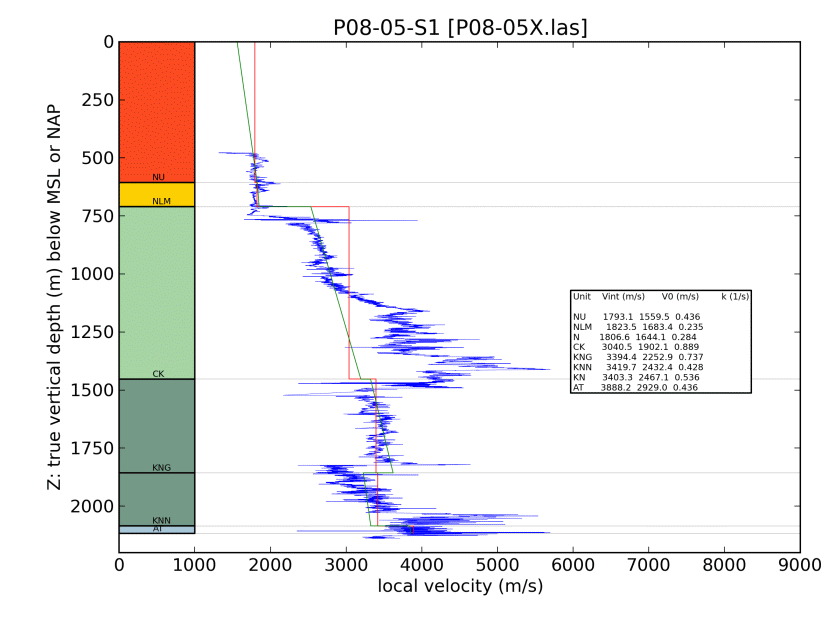 P08-05-S1 [P08-05X.las]
Z: true vertical depth (m) below MSL or NAP
0
250
500
750
1000
1250
1500
1750
2000
NU
NLM
CK
KNG
KNN
AT
Unit Vint (m/s) V0 (m/s) k (1/s)
NU 1793.1 1559.5 0.436
NLM 1823.5 1683.4 0.235
N 1806.6 1644.1 0.284
CK 3040.5 1902.1 0.889
KNG 3394.4 2252.9 0.737
KNN 3419.7 2432.4 0.428
KN 3403.3 2467.1 0.536
AT 3888.2 2929.0 0.436
0 1000 2000 3000 4000 5000 6000 7000 8000 9000
local velocity (m/s)